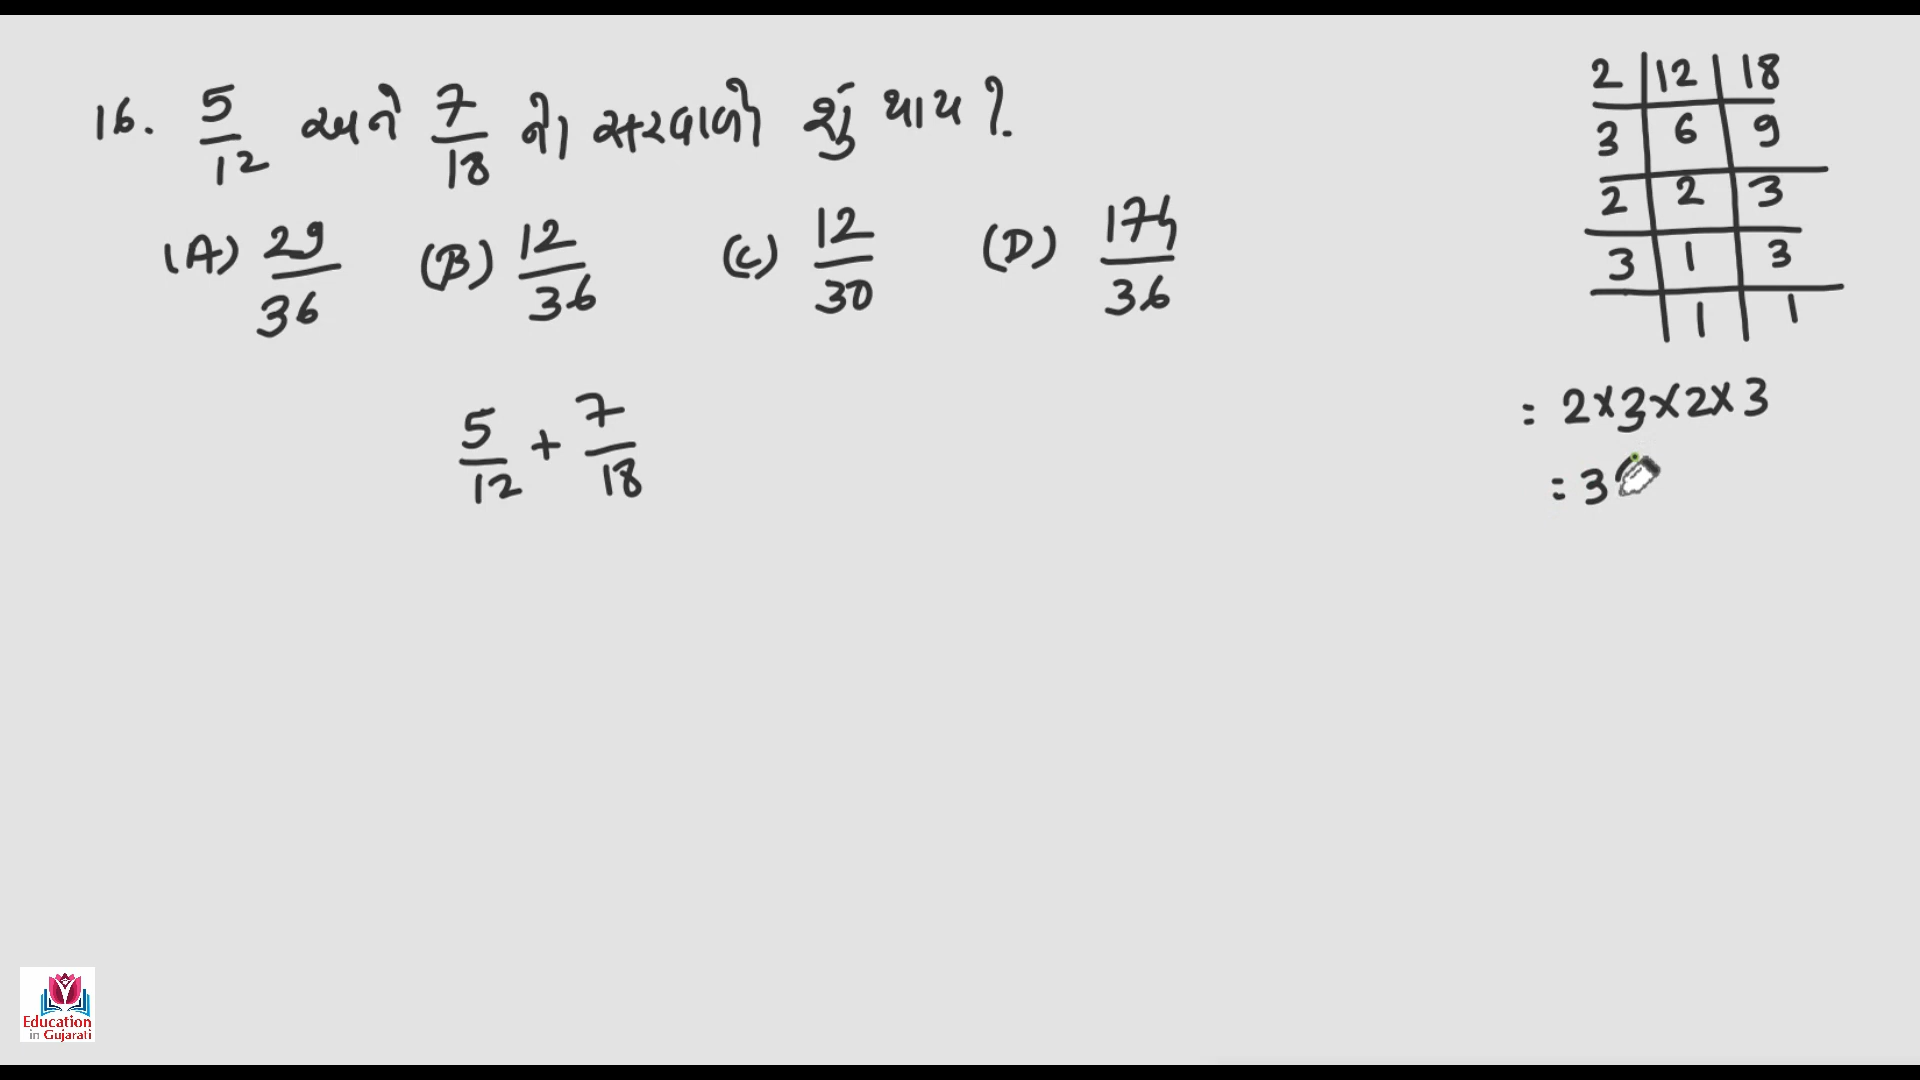 16. 5/12 અને 7/18 નો સરવાળો શું થાય ?
(A) 29/36 (B) 12/36 (C) 12/30 (D) 175/36
5/12 + 7/18
2 | 12 | 18
3 | 6 | 9
2 | 2 | 3
3 | 1 | 3
| 1 | 1
= 2×3×2×3
= 3
Education
in Gujarati